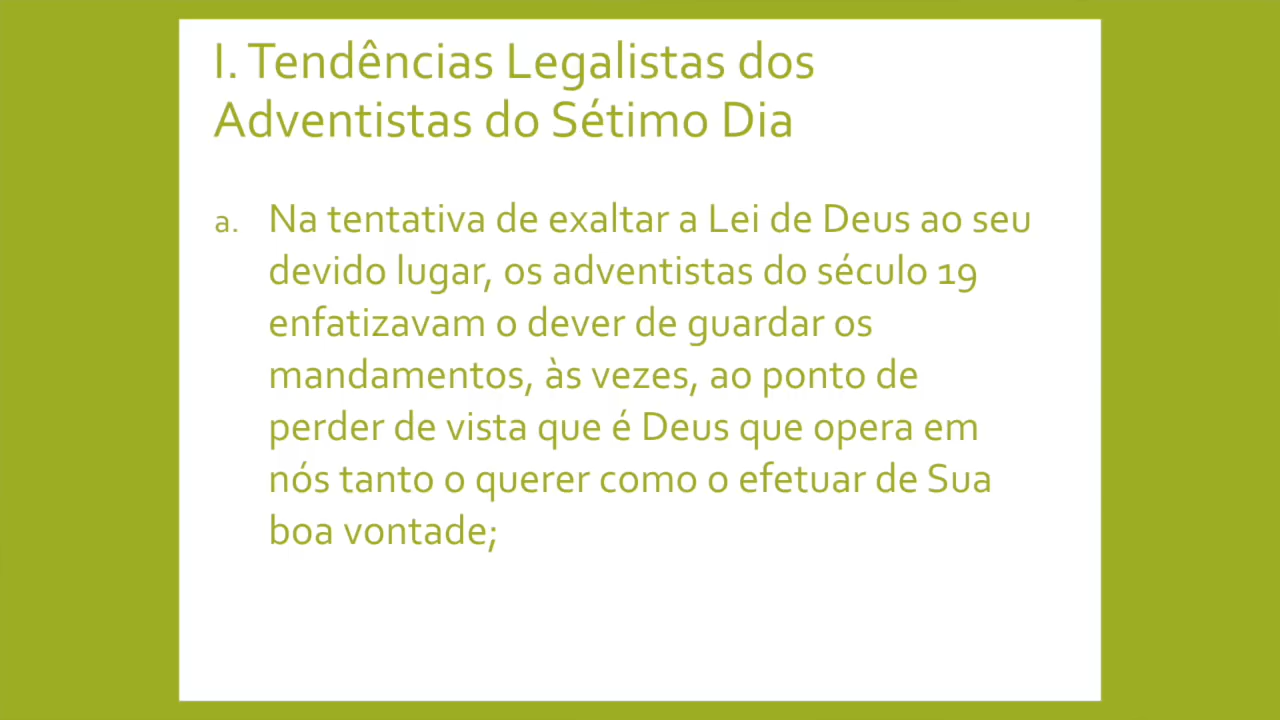 I. Tendências Legalistas dos
Adventistas do Sétimo Dia
a. Na tentativa de exaltar a Lei de Deus ao seu
devido lugar, os adventistas do século 19
enfatizavam o dever de guardar os
mandamentos, às vezes, ao ponto de
perder de vista que é Deus que opera em
nós tanto o querer como o efetuar de Sua
boa vontade;